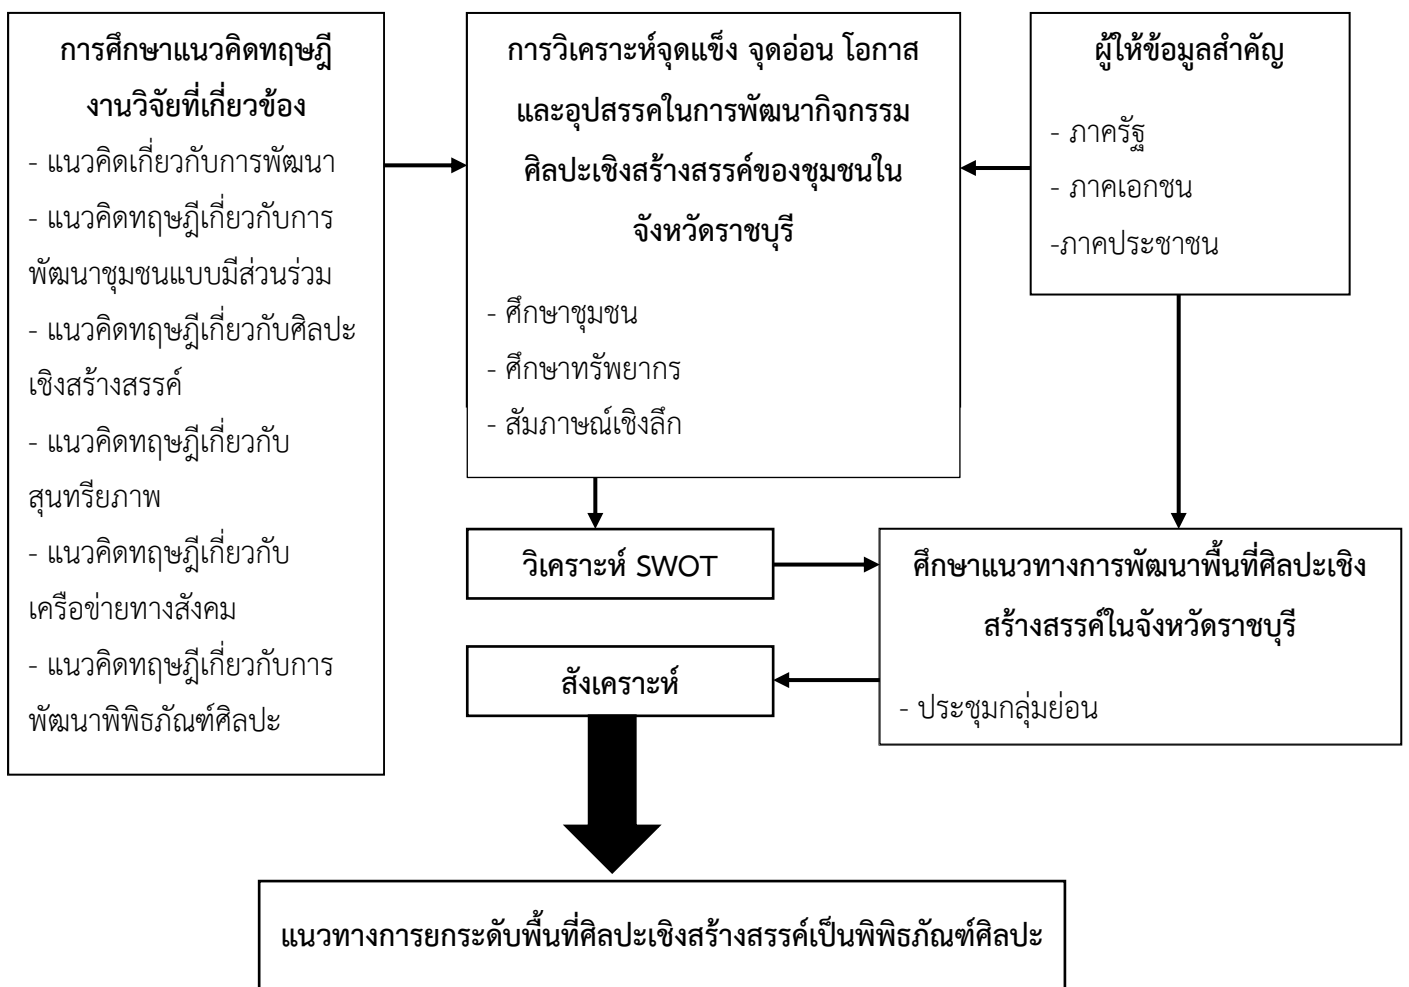 การศึกษาแนวคิดทฤษฎี
งานวิจัยที่เกี่ยวข้อง
- แนวคิดเกี่ยวกับการพัฒนา
- แนวคิดทฤษฎีเกี่ยวกับการ
พัฒนาชุมชนแบบมีส่วนร่วม
- แนวคิดทฤษฎีเกี่ยวกับศิลปะ
เชิงสร้างสรรค์
- แนวคิดทฤษฎีเกี่ยวกับ
สุนทรียภาพ
- แนวคิดทฤษฎีเกี่ยวกับ
เครือข่ายทางสังคม
- แนวคิดทฤษฎีเกี่ยวกับการ
พัฒนาพิพิธภัณฑ์ศิลปะ
การวิเคราะห์จุดแข็ง จุดอ่อน โอกาส
และอุปสรรคในการพัฒนากิจกรรม
ศิลปะเชิงสร้างสรรค์ของชุมชนใน
จังหวัดราชบุรี
- ศึกษาชุมชน
- ศึกษาทรัพยากร
- สัมภาษณ์เชิงลึก
ผู้ให้ข้อมูลสำคัญ
- ภาครัฐ
- ภาคเอกชน
-ภาคประชาชน
วิเคราะห์ SWOT
ศึกษาแนวทางการพัฒนาพื้นที่ศิลปะเชิง
สร้างสรรค์ในจังหวัดราชบุรี
- ประชุมกลุ่มย่อน
สังเคราะห์
แนวทางการยกระดับพื้นที่ศิลปะเชิงสร้างสรรค์เป็นพิพิธภัณฑ์ศิลปะ